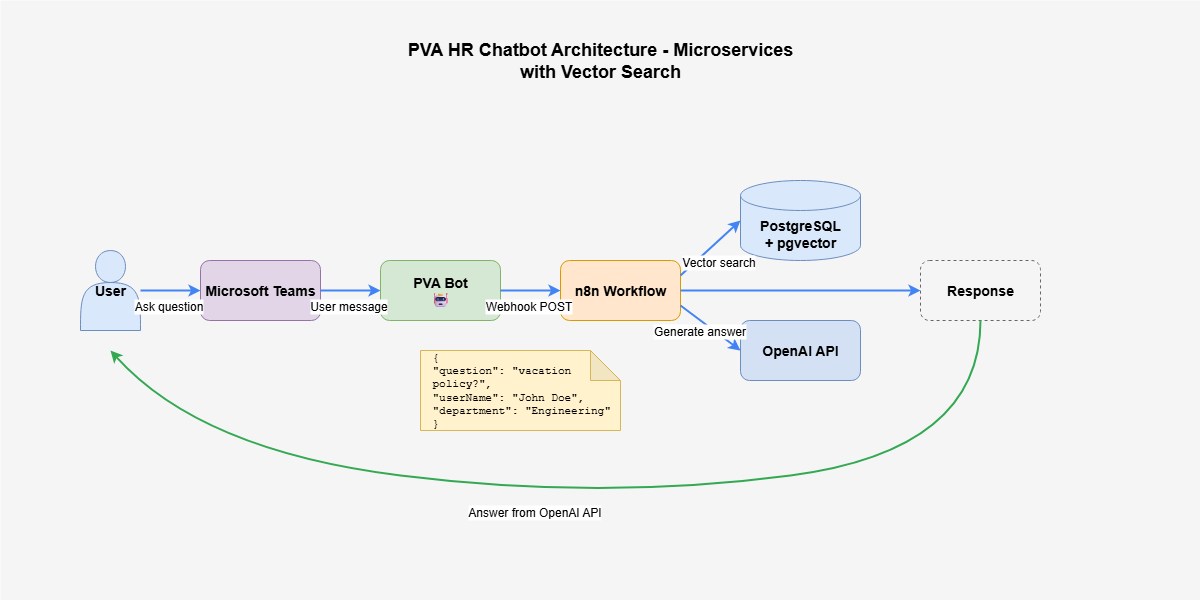 PVA HR Chatbot Architecture - Microservices
with Vector Search
PostgreSQL
+ pgvector
Vector search
User
Ask question
Microsoft Teams
User message
PVA Bot
Webhook POST
n8n Workflow
Response
Generate answer
OpenAI API
{
"question": "vacation
policy?",
"userName": "John Doe",
"department": "Engineering"
}
Answer from OpenAI API